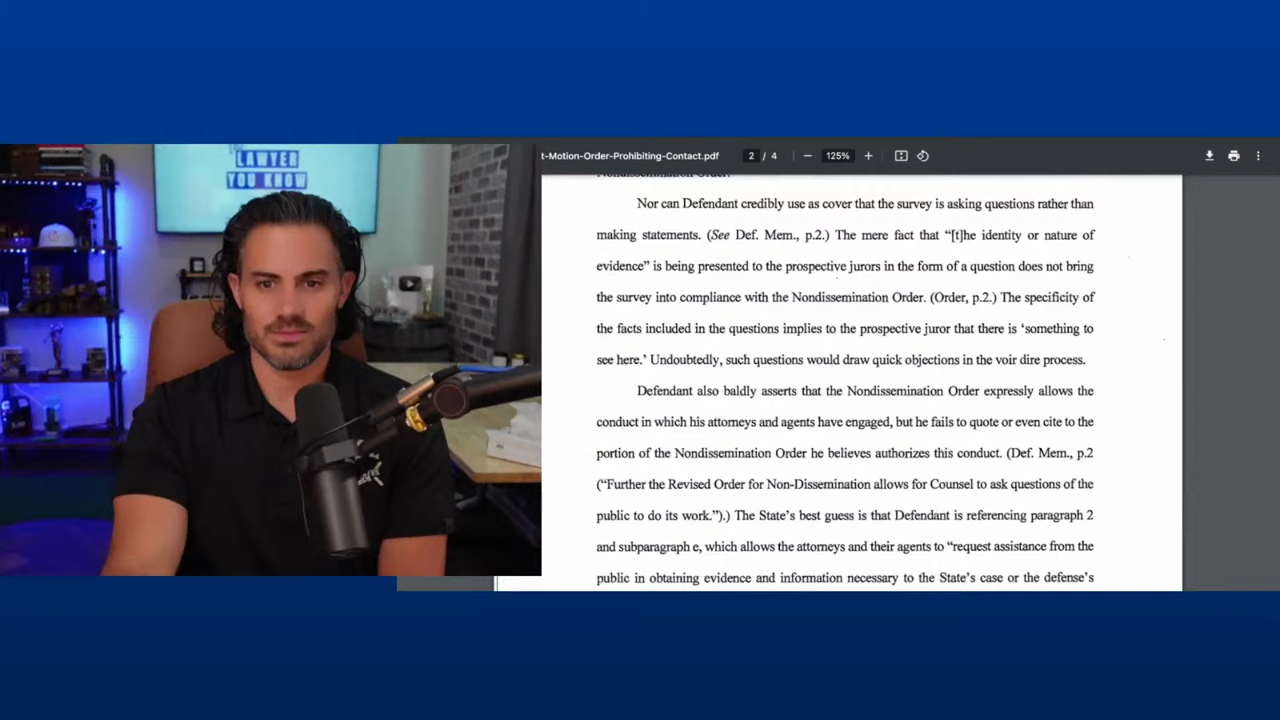 THE
LAWYER
YOU KNOW
t-Motion-Order-Prohibiting-Contact.pdf
2 / 4
125%
Nondissemination Order.
Nor can Defendant credibly use as cover that the survey is asking questions rather than
making statements. (See Def. Mem., p.2.) The mere fact that “[t]he identity or nature of
evidence” is being presented to the prospective jurors in the form of a question does not bring
the survey into compliance with the Nondissemination Order. (Order, p.2.) The specificity of
the facts included in the questions implies to the prospective juror that there is ‘something to
see here.’ Undoubtedly, such questions would draw quick objections in the voir dire process.
Defendant also baldly asserts that the Nondissemination Order expressly allows the
conduct in which his attorneys and agents have engaged, but he fails to quote or even cite to the
portion of the Nondissemination Order he believes authorizes this conduct. (Def. Mem., p.2
(“Further the Revised Order for Non-Dissemination allows for Counsel to ask questions of the
public to do its work.”).) The State’s best guess is that Defendant is referencing paragraph 2
and subparagraph e, which allows the attorneys and their agents to “request assistance from the
public in obtaining evidence and information necessary to the State’s case or the defense’s